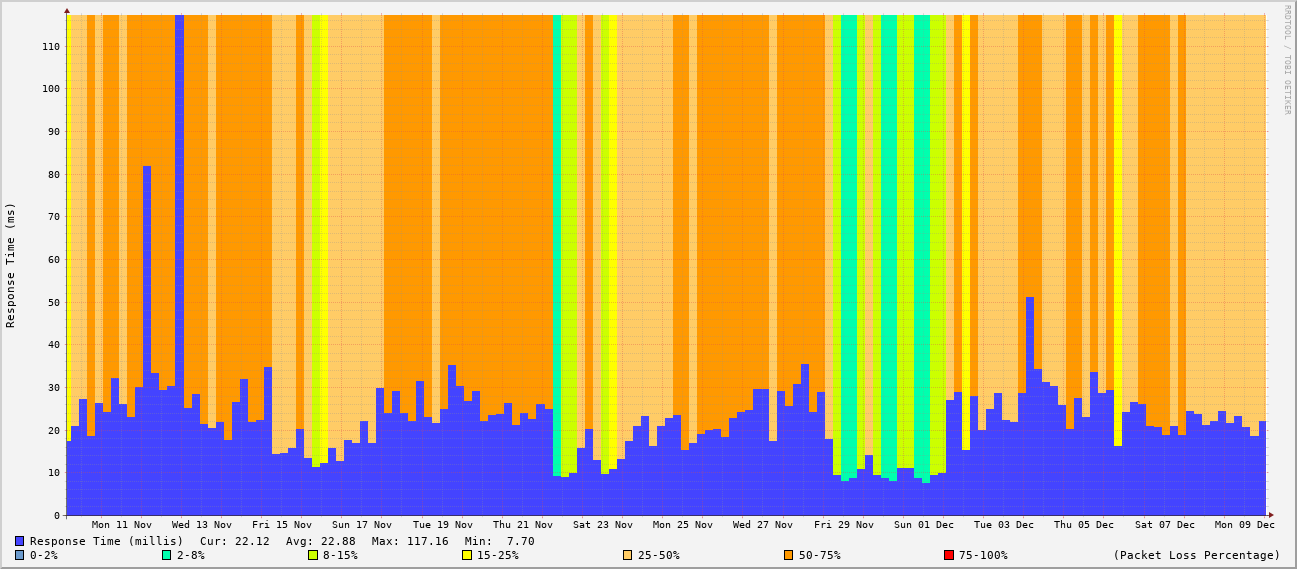 RRDTOOL / TOBI OETIKER
Response Time (ms)
110
100
90
80
70
60
50
40
30
20
10
0
Mon 11 Nov Wed 13 Nov Fri 15 Nov Sun 17 Nov Tue 19 Nov Thu 21 Nov Sat 23 Nov Mon 25 Nov Wed 27 Nov Fri 29 Nov Sun 01 Dec Tue 03 Dec Thu 05 Dec Sat 07 Dec Mon 09 Dec
Response Time (millis) Cur: 22.12 Avg: 22.88 Max: 117.16 Min: 7.70
0-2% 2-8% 8-15% 15-25% 25-50% 50-75% 75-100% (Packet Loss Percentage)